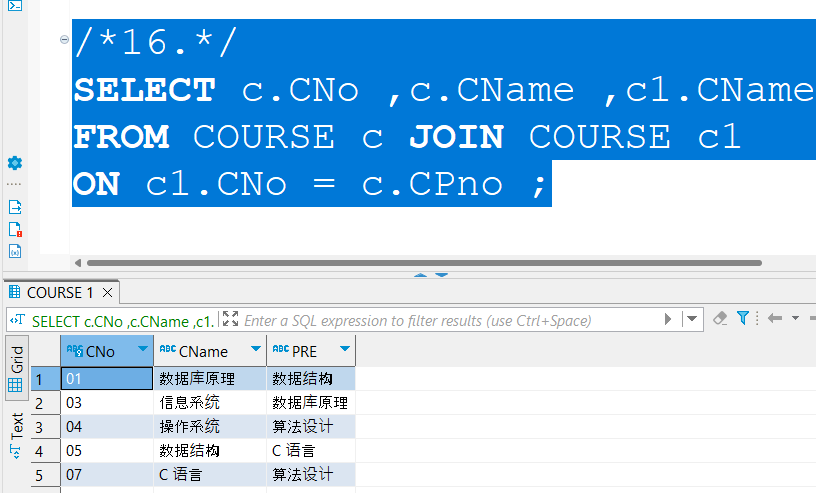 /*16.*/
SELECT c.CNo ,c.CName ,c1.CName
FROM COURSE c JOIN COURSE c1
ON c1.CNo = c.CPno ;
COURSE 1
SELECT c.CNo ,c.CName ,c1. Enter a SQL expression to filter results (use Ctrl+Space)
Grid
Text
CNo CName PRE
1 01 数据库原理 数据结构
2 03 信息系统 数据库原理
3 04 操作系统 算法设计
4 05 数据结构 C 语言
5 07 C 语言 算法设计